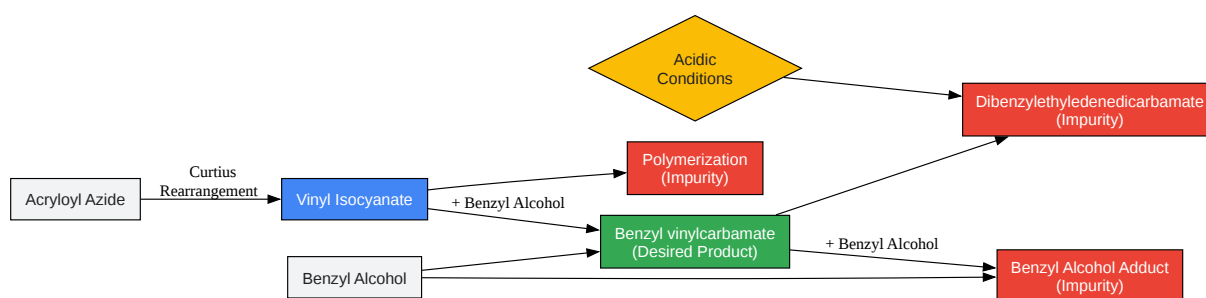 Acidic
Conditions
Dibenzylethyledenedicarbamate
(Impurity)
Polymerization
(Impurity)
Curtius
Rearrangement
Acryloyl Azide
Vinyl Isocyanate
+ Benzyl Alcohol
Benzyl vinylcarbamate
(Desired Product)
+ Benzyl Alcohol
Benzyl Alcohol
Benzyl Alcohol Adduct
(Impurity)